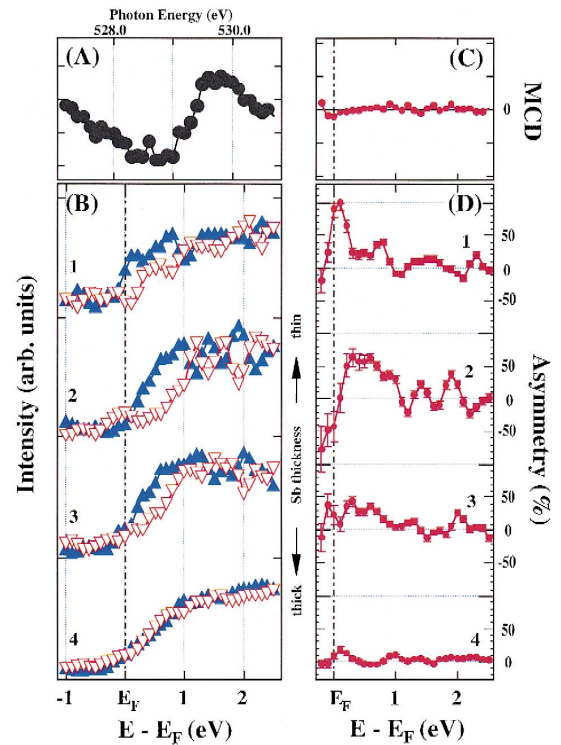 Photon Energy (eV)
528.0 530.0
(A)
(C)
0
MCD
(B)
(D)
1
2
3
4
Intensity (arb. units)
thin
Sb thickness
thick
1
2
3
4
50
0
-50
50
0
-50
50
0
-50
50
0
Asymmetry (%)
-1 EF 1 2
E - EF (eV)
EF 1 2
E - EF (eV)